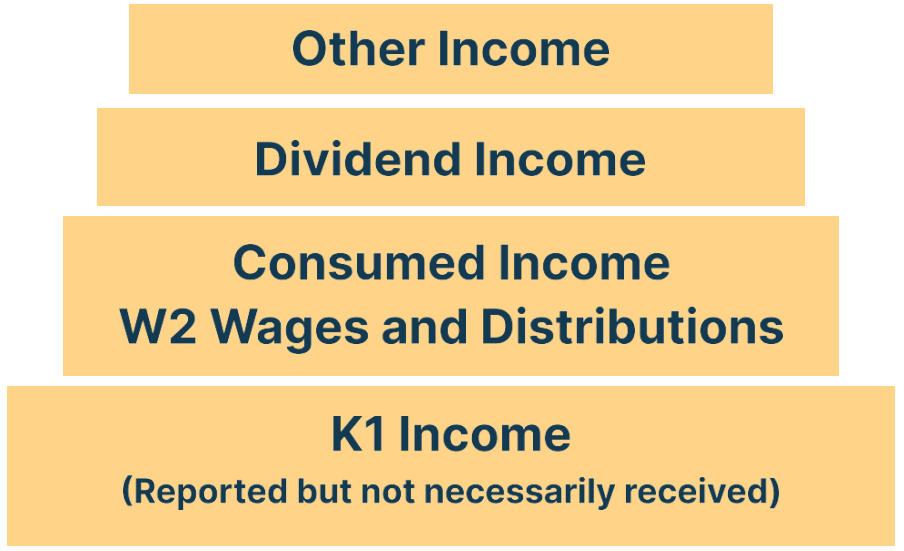 Other Income
Dividend Income
Consumed Income
W2 Wages and Distributions
K1 Income
(Reported but not necessarily received)